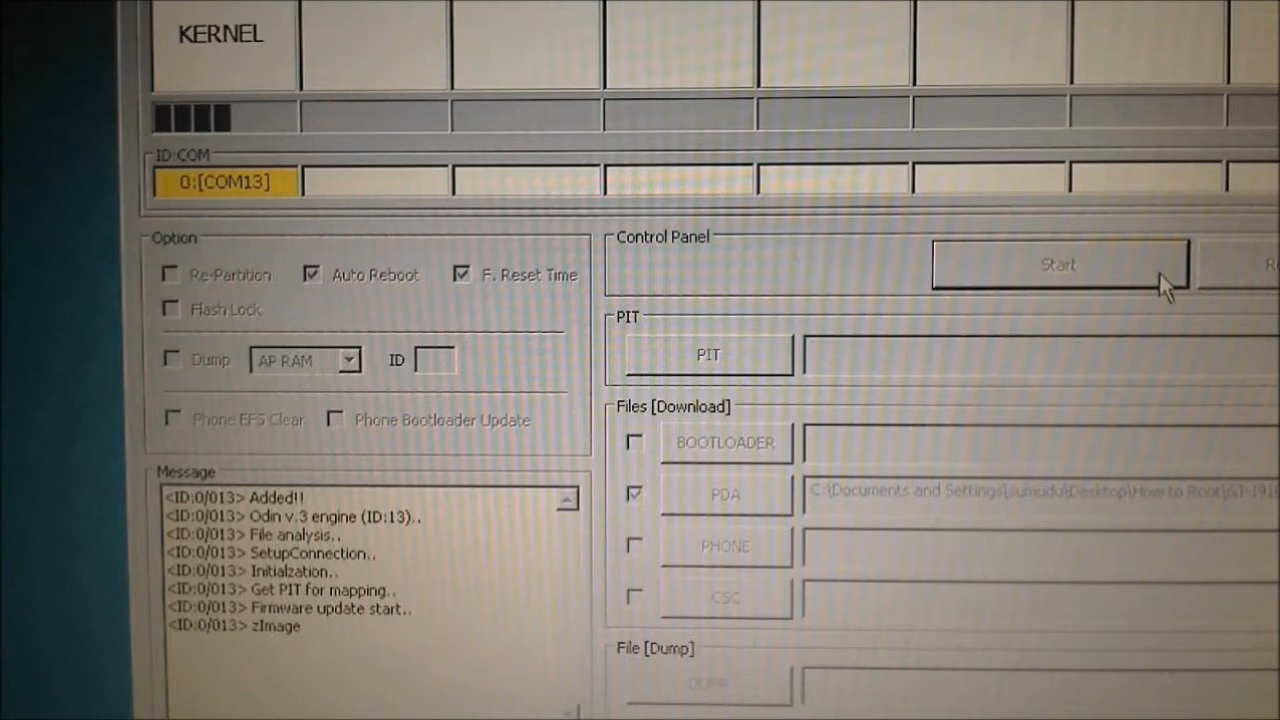 KERNEL
ID:COM
0:[COM13]
Option
Re-Partition Auto Reboot F. Reset Time
Flash Lock
Dump AP RAM ID
Phone EFS Clear Phone Bootloader Update
Message
<ID:0/013> Added!!
<ID:0/013> Odin v.3 engine (ID:13)..
<ID:0/013> File analysis..
<ID:0/013> SetupConnection..
<ID:0/013> Initialzation..
<ID:0/013> Get PIT for mapping..
<ID:0/013> Firmware update start..
<ID:0/013> zImage
Control Panel
Start
PIT
PIT
Files [Download]
BOOTLOADER
PDA C:\Documents and Settings\sumudu\Desktop\How to Root\GT-I91
PHONE
CSC
File [Dump]
DUMP